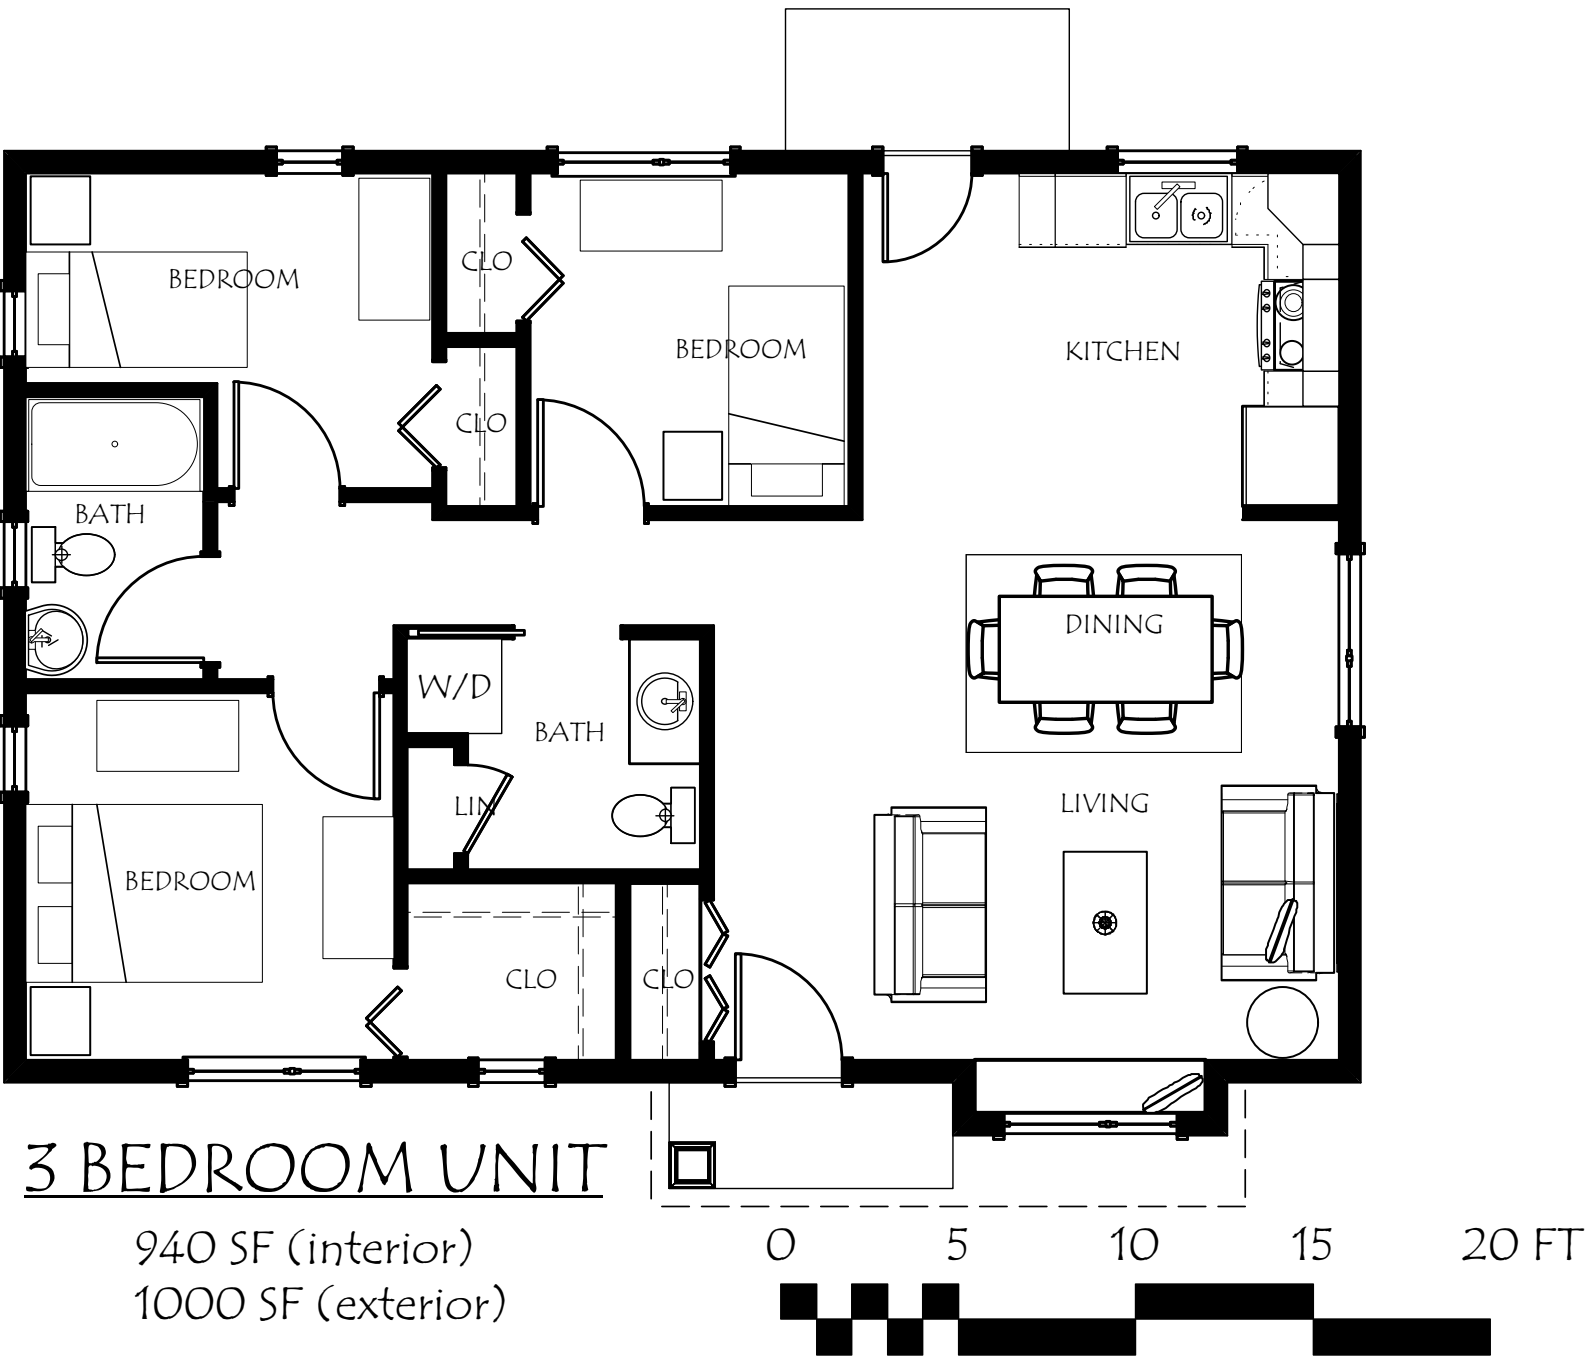 BEDROOM
CLO
BEDROOM
KITCHEN
CLO
BATH
DINING
W/D
BATH
LIN
LIVING
BEDROOM
CLO
CLO
3 BEDROOM UNIT
940 SF (interior)
1000 SF (exterior)
0 5 10 15 20 FT